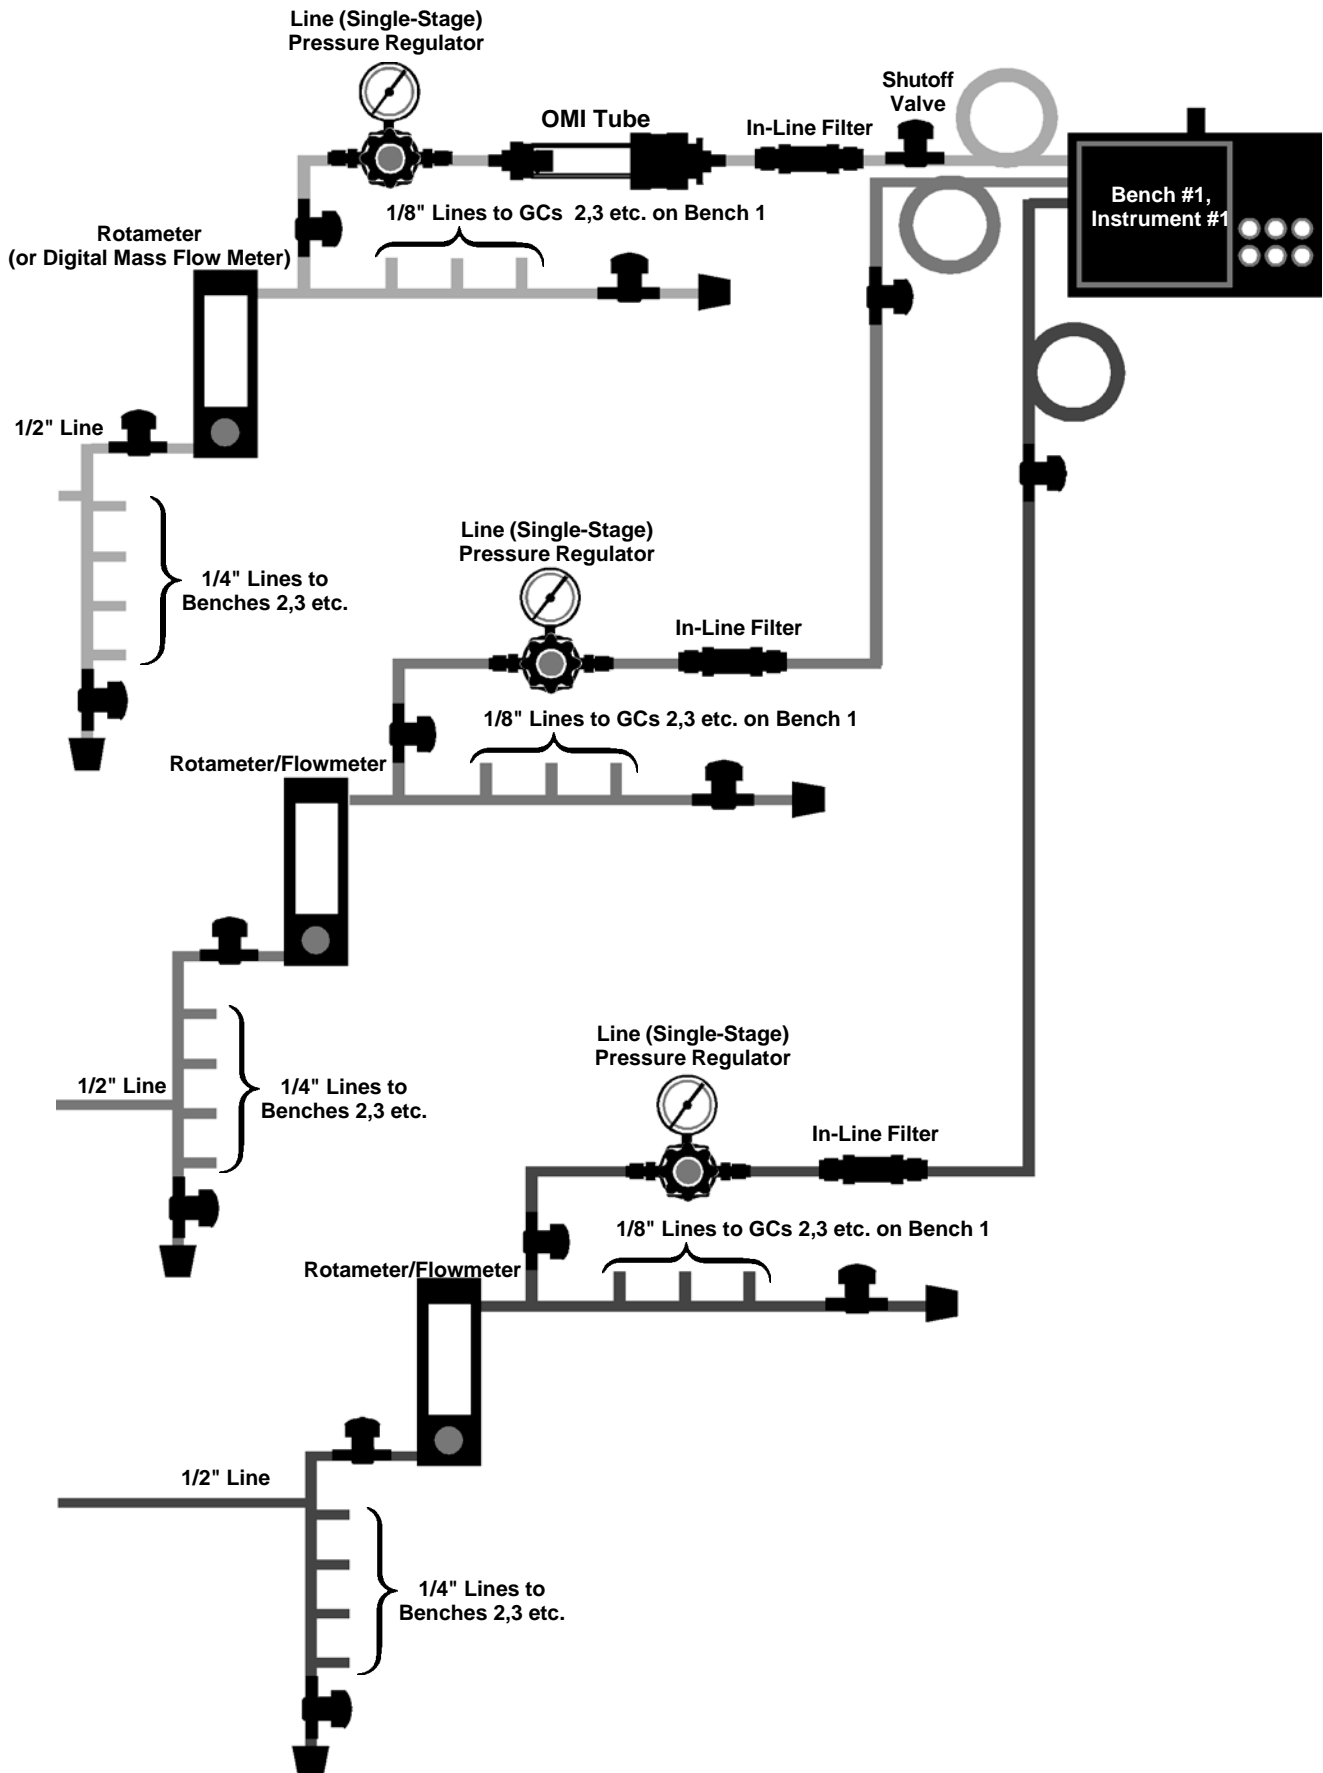 Line (Single-Stage)
Pressure Regulator
Shutoff
Valve
OMI Tube
In-Line Filter
Bench #1,
Instrument #1
1/8" Lines to GCs 2,3 etc. on Bench 1
Rotameter
(or Digital Mass Flow Meter)
1/2" Line
Line (Single-Stage)
Pressure Regulator
1/4" Lines to
Benches 2,3 etc.
In-Line Filter
1/8" Lines to GCs 2,3 etc. on Bench 1
Rotameter/Flowmeter
Line (Single-Stage)
Pressure Regulator
1/2" Line
1/4" Lines to
Benches 2,3 etc.
In-Line Filter
1/8" Lines to GCs 2,3 etc. on Bench 1
Rotameter/Flowmeter
1/2" Line
1/4" Lines to
Benches 2,3 etc.